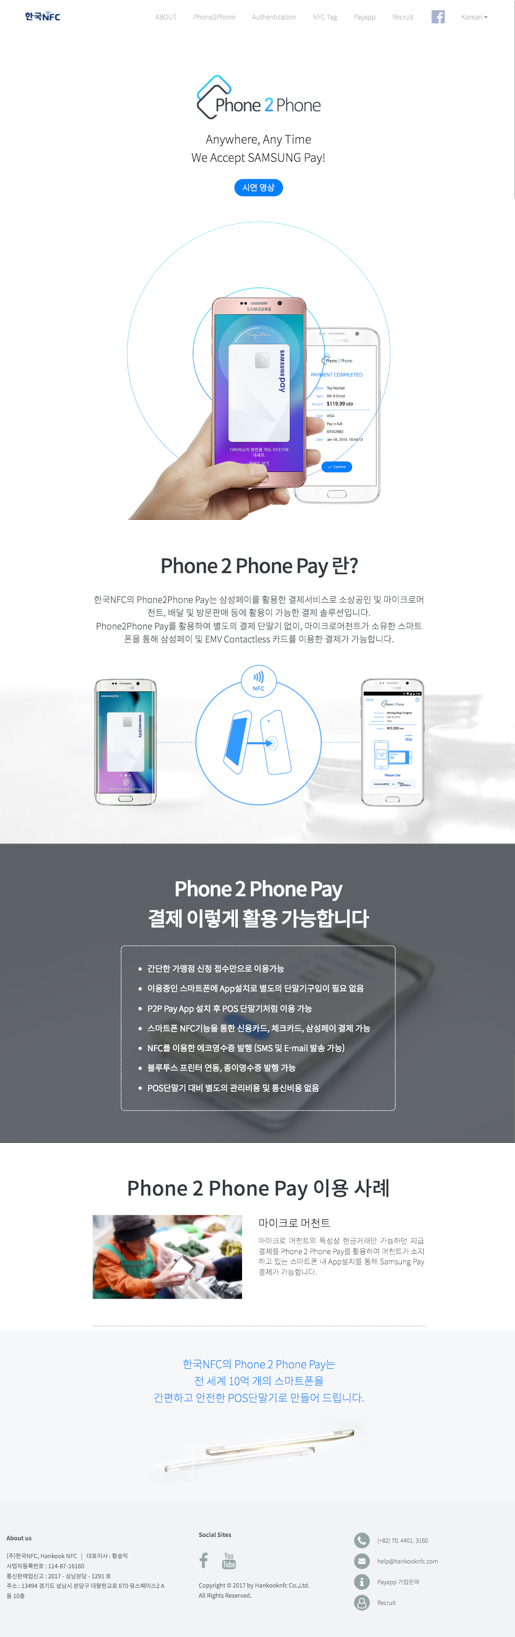 한국NFC
ABOUT Phone2Phone Authentication NFC Tag Payapp Recruit Korean
Phone 2 Phone
Anywhere, Any Time
We Accept SAMSUNG Pay!
시연 영상
SAMSUNG
SAMSUNG pay
Phone 2 Phone
PAYMENT COMPLETED
Toy Market
$119.99 USD
VISA
Pay in full
Confirm
Phone 2 Phone Pay 란?
한국NFC의 Phone2Phone Pay는 삼성페이를 활용한 결제서비스로 소상공인 및 마이크로머
천트, 배달 및 방문판매 등에 활용이 가능한 결제 솔루션입니다.
Phone2Phone Pay를 활용하여 별도의 결제 단말기 없이, 마이크로머천트가 소유한 스마트
폰을 통해 삼성페이 및 EMV Contactless 카드를 이용한 결제가 가능합니다.
NFC
SAMSUNG pay
Phone 2 Phone
Phone 2 Phone Pay
결제 이렇게 활용 가능합니다
간단한 가맹점 신청 접수만으로 이용가능
이용중인 스마트폰에 App설치로 별도의 단말기구입이 필요 없음
P2P Pay App 설치 후 POS 단말기처럼 이용 가능
스마트폰 NFC기능을 통한 신용카드, 체크카드, 삼성페이 결제 가능
NFC를 이용한 에코영수증 발행 (SMS 및 E-mail 발송 가능)
블루투스 프린터 연동, 종이영수증 발행 가능
POS단말기 대비 별도의 관리비용 및 통신비용 없음
Phone 2 Phone Pay 이용 사례
마이크로 머천트
마이크로 머천트의 특성상 현금거래만 가능하던 지급
결제를 Phone 2 Phone Pay를 활용하여 머천트가 소지
하고 있는 스마트폰 내 App설치를 통해 Samsung Pay
결제가 가능합니다.
한국NFC의 Phone 2 Phone Pay는
전 세계 10억 개의 스마트폰을
간편하고 안전한 POS단말기로 만들어 드립니다.
About us
(주)한국NFC, Hankook NFC | 대표이사 : 황승익
사업자등록번호 : 114-87-16160
통신판매업신고 : 2017 - 성남분당 - 1291 호
주소 : 13494 경기도 성남시 분당구 대왕판교로 670 유스페이스2 A
동 10층
Social Sites
You Tube
Copyright © 2017 by Hankooknfc Co.,Ltd.
All Rights Reserved.
(+82) 70. 4401. 3160
help@hankooknfc.com
Payapp 가입문의
Recruit